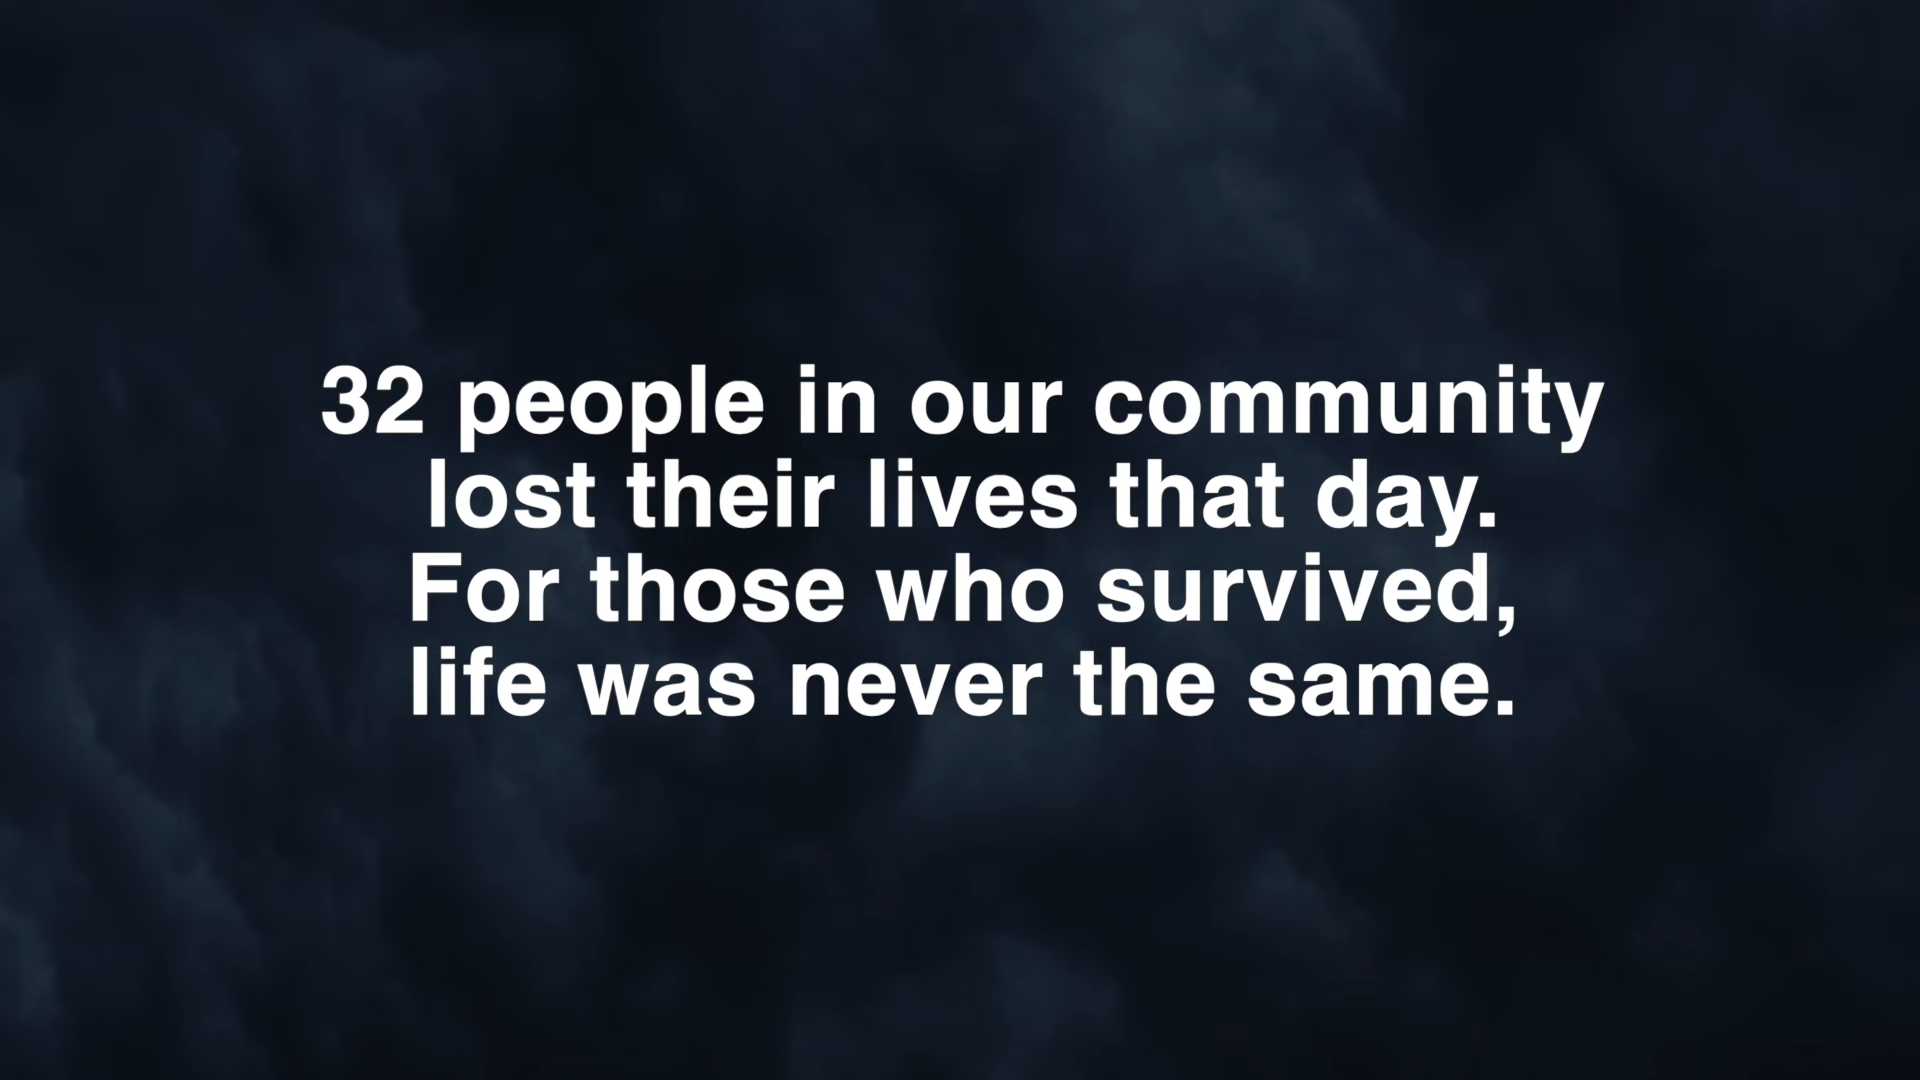 32 people in our community
lost their lives that day.
For those who survived,
life was never the same.